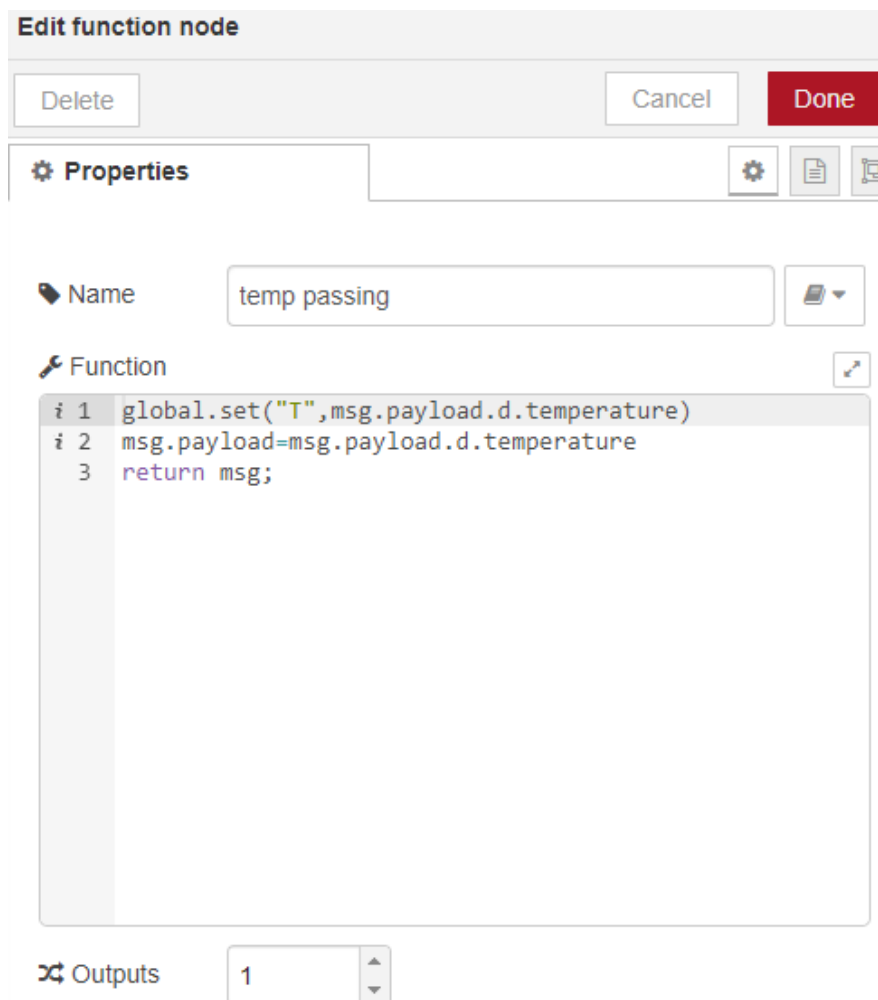 Edit function node
Delete Cancel Done
Properties
Name temp passing
Function
i 1 global.set("T",msg.payload.d.temperature)
i 2 msg.payload=msg.payload.d.temperature
3 return msg;
Outputs 1